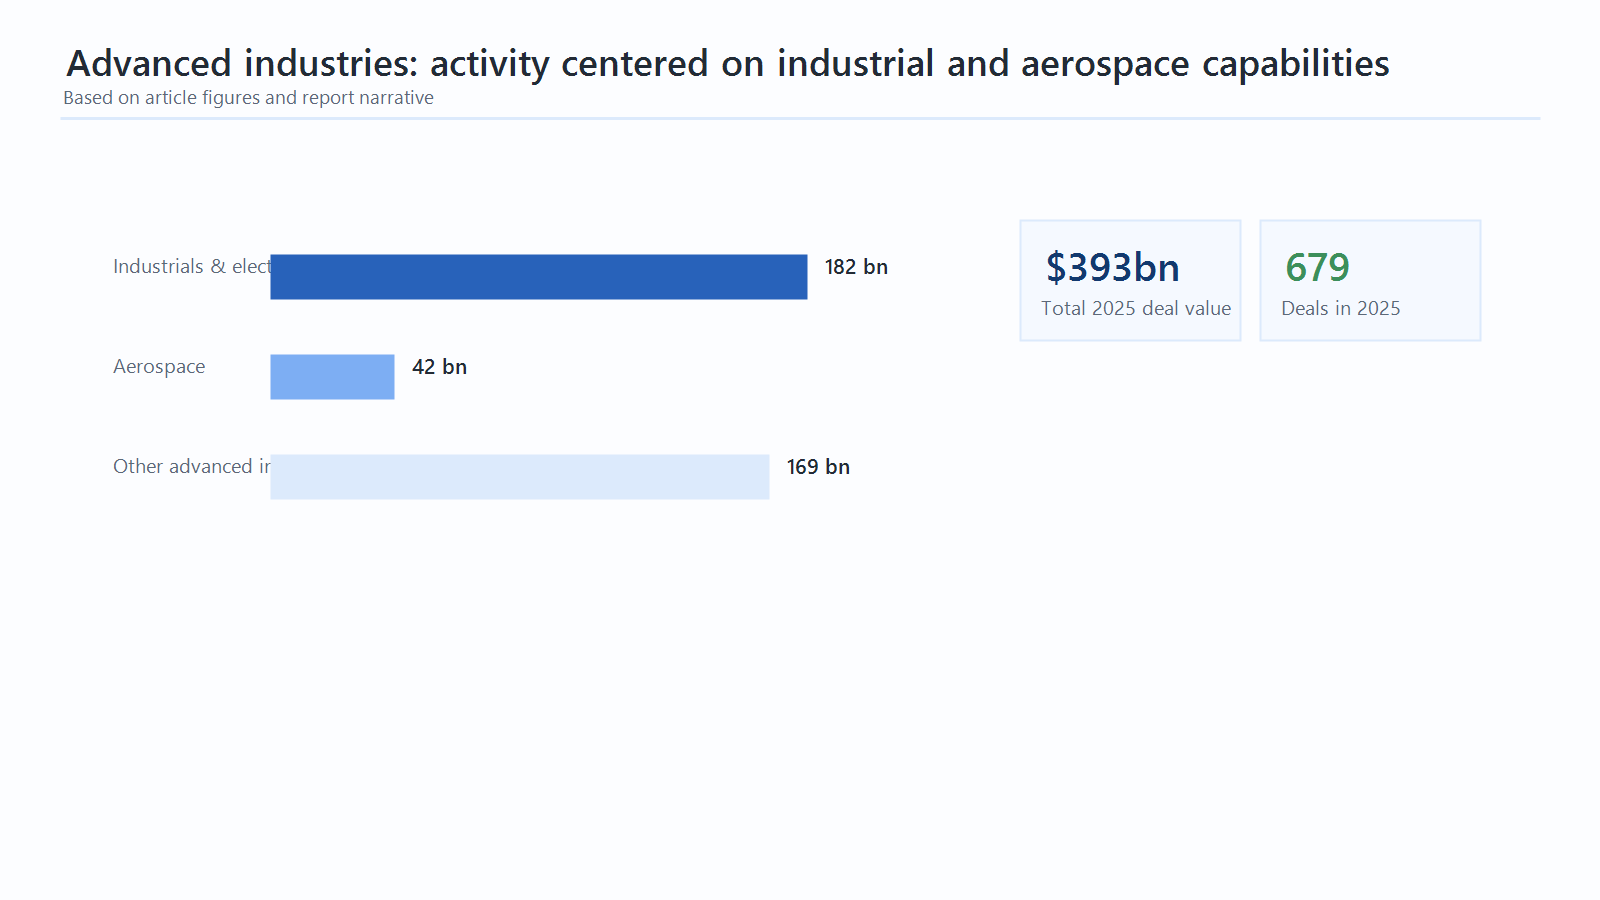 Advanced industries: activity centered on industrial and aerospace capabilities
Based on article figures and report narrative
Industrials & elect
182 bn
Aerospace
42 bn
Other advanced
169 bn
$393bn
Total 2025 deal value
679
Deals in 2025